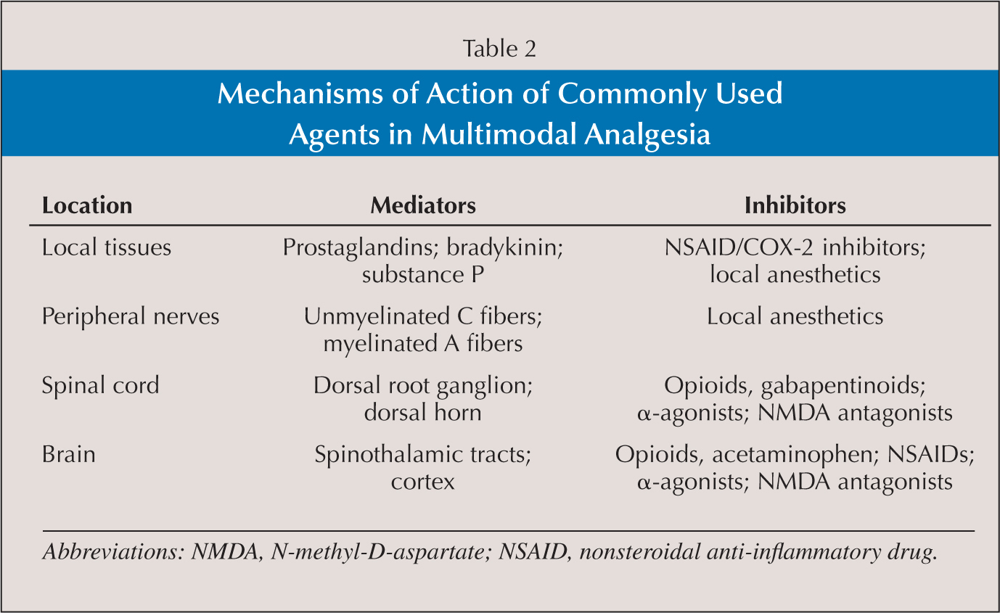 Table 2
Mechanisms of Action of Commonly Used
Agents in Multimodal Analgesia
Location Mediators Inhibitors
Local tissues Prostaglandins; bradykinin; NSAID/COX-2 inhibitors;
substance P local anesthetics
Peripheral nerves Unmyelinated C fibers; Local anesthetics
myelinated A fibers
Spinal cord Dorsal root ganglion; Opioids, gabapentinoids;
dorsal horn α-agonists; NMDA antagonists
Brain Spinothalamic tracts; Opioids, acetaminophen; NSAIDs;
cortex α-agonists; NMDA antagonists
Abbreviations: NMDA, N-methyl-D-aspartate; NSAID, nonsteroidal anti-inflammatory drug.